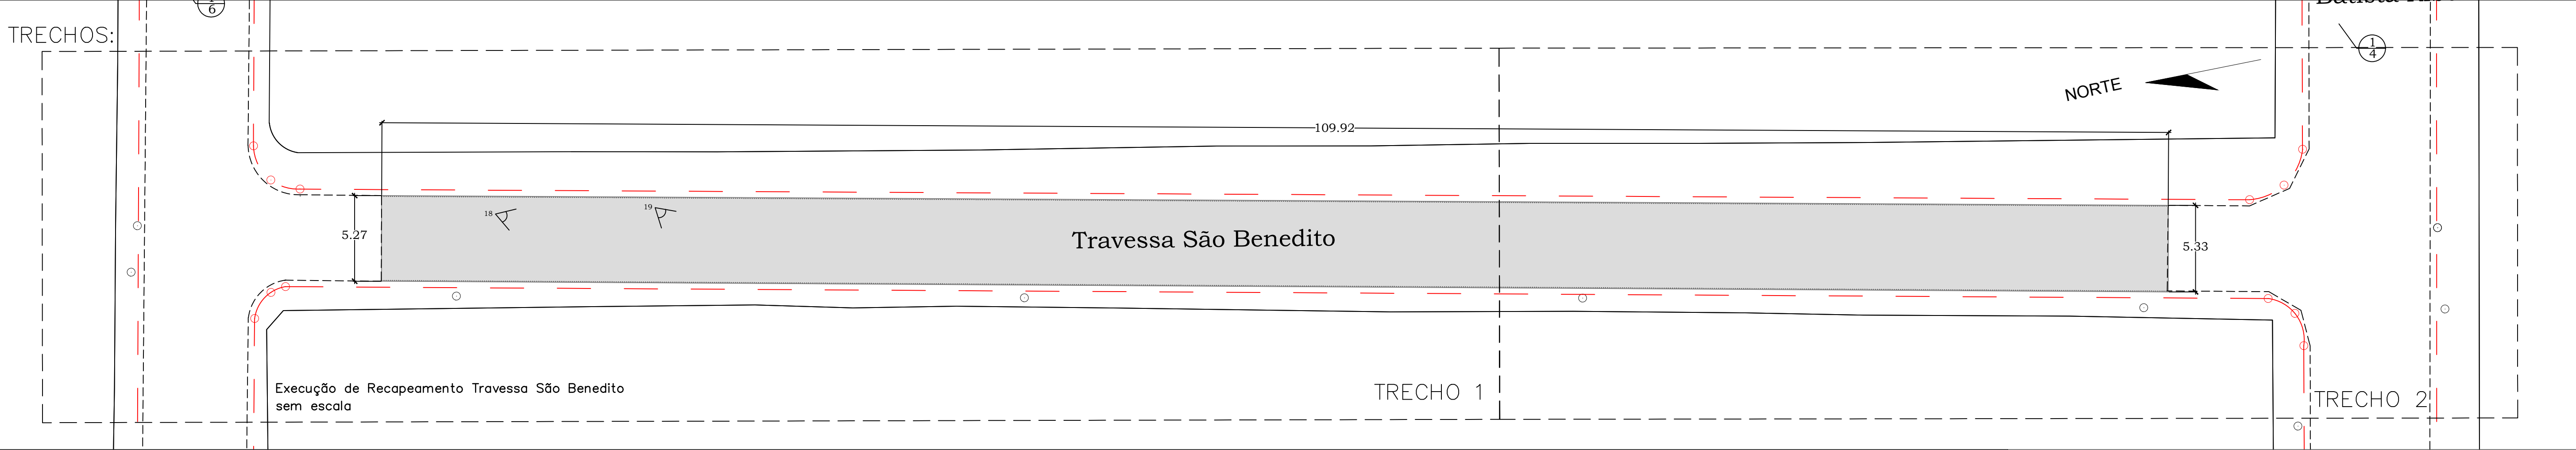 6
TRECHOS:
1
4
NORTE
109.92
18
19
5.27
Travessa São Benedito
5.33
Execução de Recapeamento Travessa São Benedito
sem escala
TRECHO 1
TRECHO 2